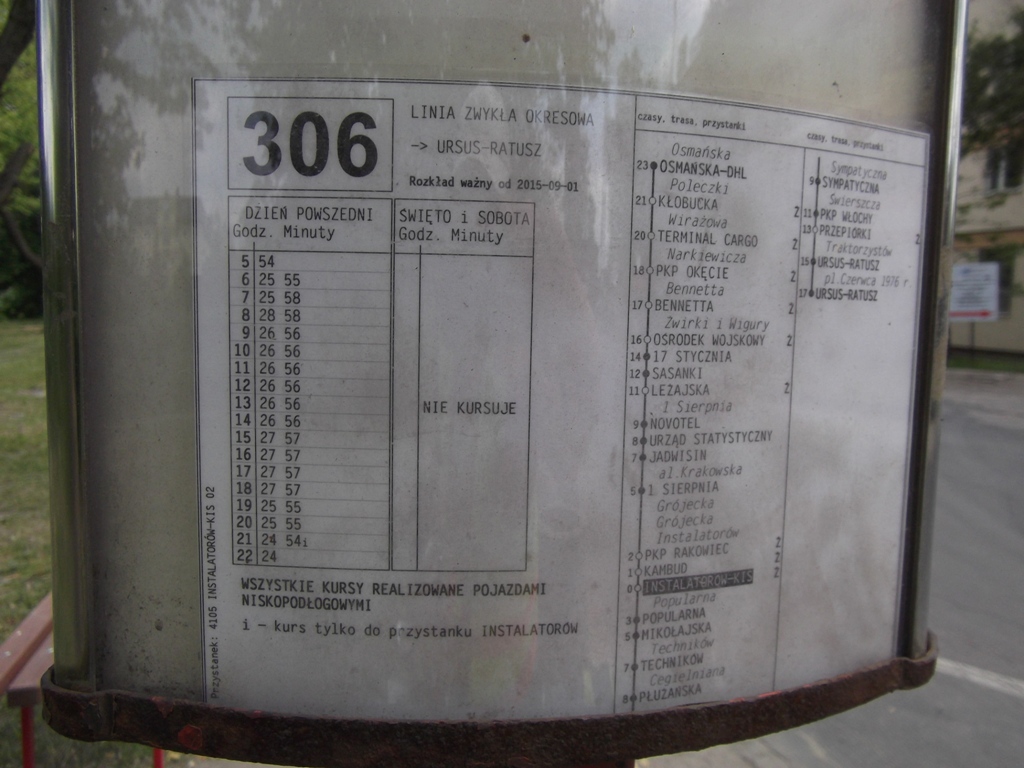 306
LINIA ZWYKŁA OKRESOWA
-> URSUS-RATUSZ
Rozkład ważny od 2015-09-01
DZIEŃ POWSZEDNI
Godz. Minuty
5 54
6 25 55
7 25 58
8 28 58
9 26 56
10 26 56
11 26 56
12 26 56
13 26 56
14 26 56
15 27 57
16 27 57
17 27 57
18 27 57
19 25 55
20 25 55
21 24 54i
22 24
ŚWIĘTO i SOBOTA
Godz. Minuty
NIE KURSUJE
WSZYSTKIE KURSY REALIZOWANE POJAZDAMI
NISKOPODŁOGOWYMI
i - kurs tylko do przystanku INSTALATORÓW
Przystanek: 4105 INSTALATORÓW-KIS 02
czasy, trasa, przystanki
Osmańska
23 OSMAŃSKA-DHL
Poleczki
21 KŁOBUCKA Ż
Wirażowa
20 TERMINAL CARGO Ż
Narkiewicza
18 PKP OKĘCIE Ż
Bennetta
17 BENNETTA Ż
Żwirki i Wigury
16 OŚRODEK WOJSKOWY Ż
14 17 STYCZNIA
12 SASANKI
11 LEŻAJSKA Ż
1 Sierpnia
9 NOVOTEL
8 URZĄD STATYSTYCZNY
7 JADWISIN
al.Krakowska
5 1 SIERPNIA
Grójecka
Grójecka
Instalatorów
2 PKP RAKOWIEC Ż
1 KAMBUD Ż
0 INSTALATORÓW-KIS Ż
Popularna
3 POPULARNA
5 MIKOŁAJSKA
Techników
7 TECHNIKÓW
Cegielniana
8 PŁUŻAŃSKA
czasy, trasa, przystanki
Sympatyczna
9 SYMPATYCZNA
Świerszcza
11 PKP WŁOCHY
13 PRZEPIÓRKI Ż
Traktorzystów
15 URSUS-RATUSZ
pl.Czerwca 1976 r.
17 URSUS-RATUSZ